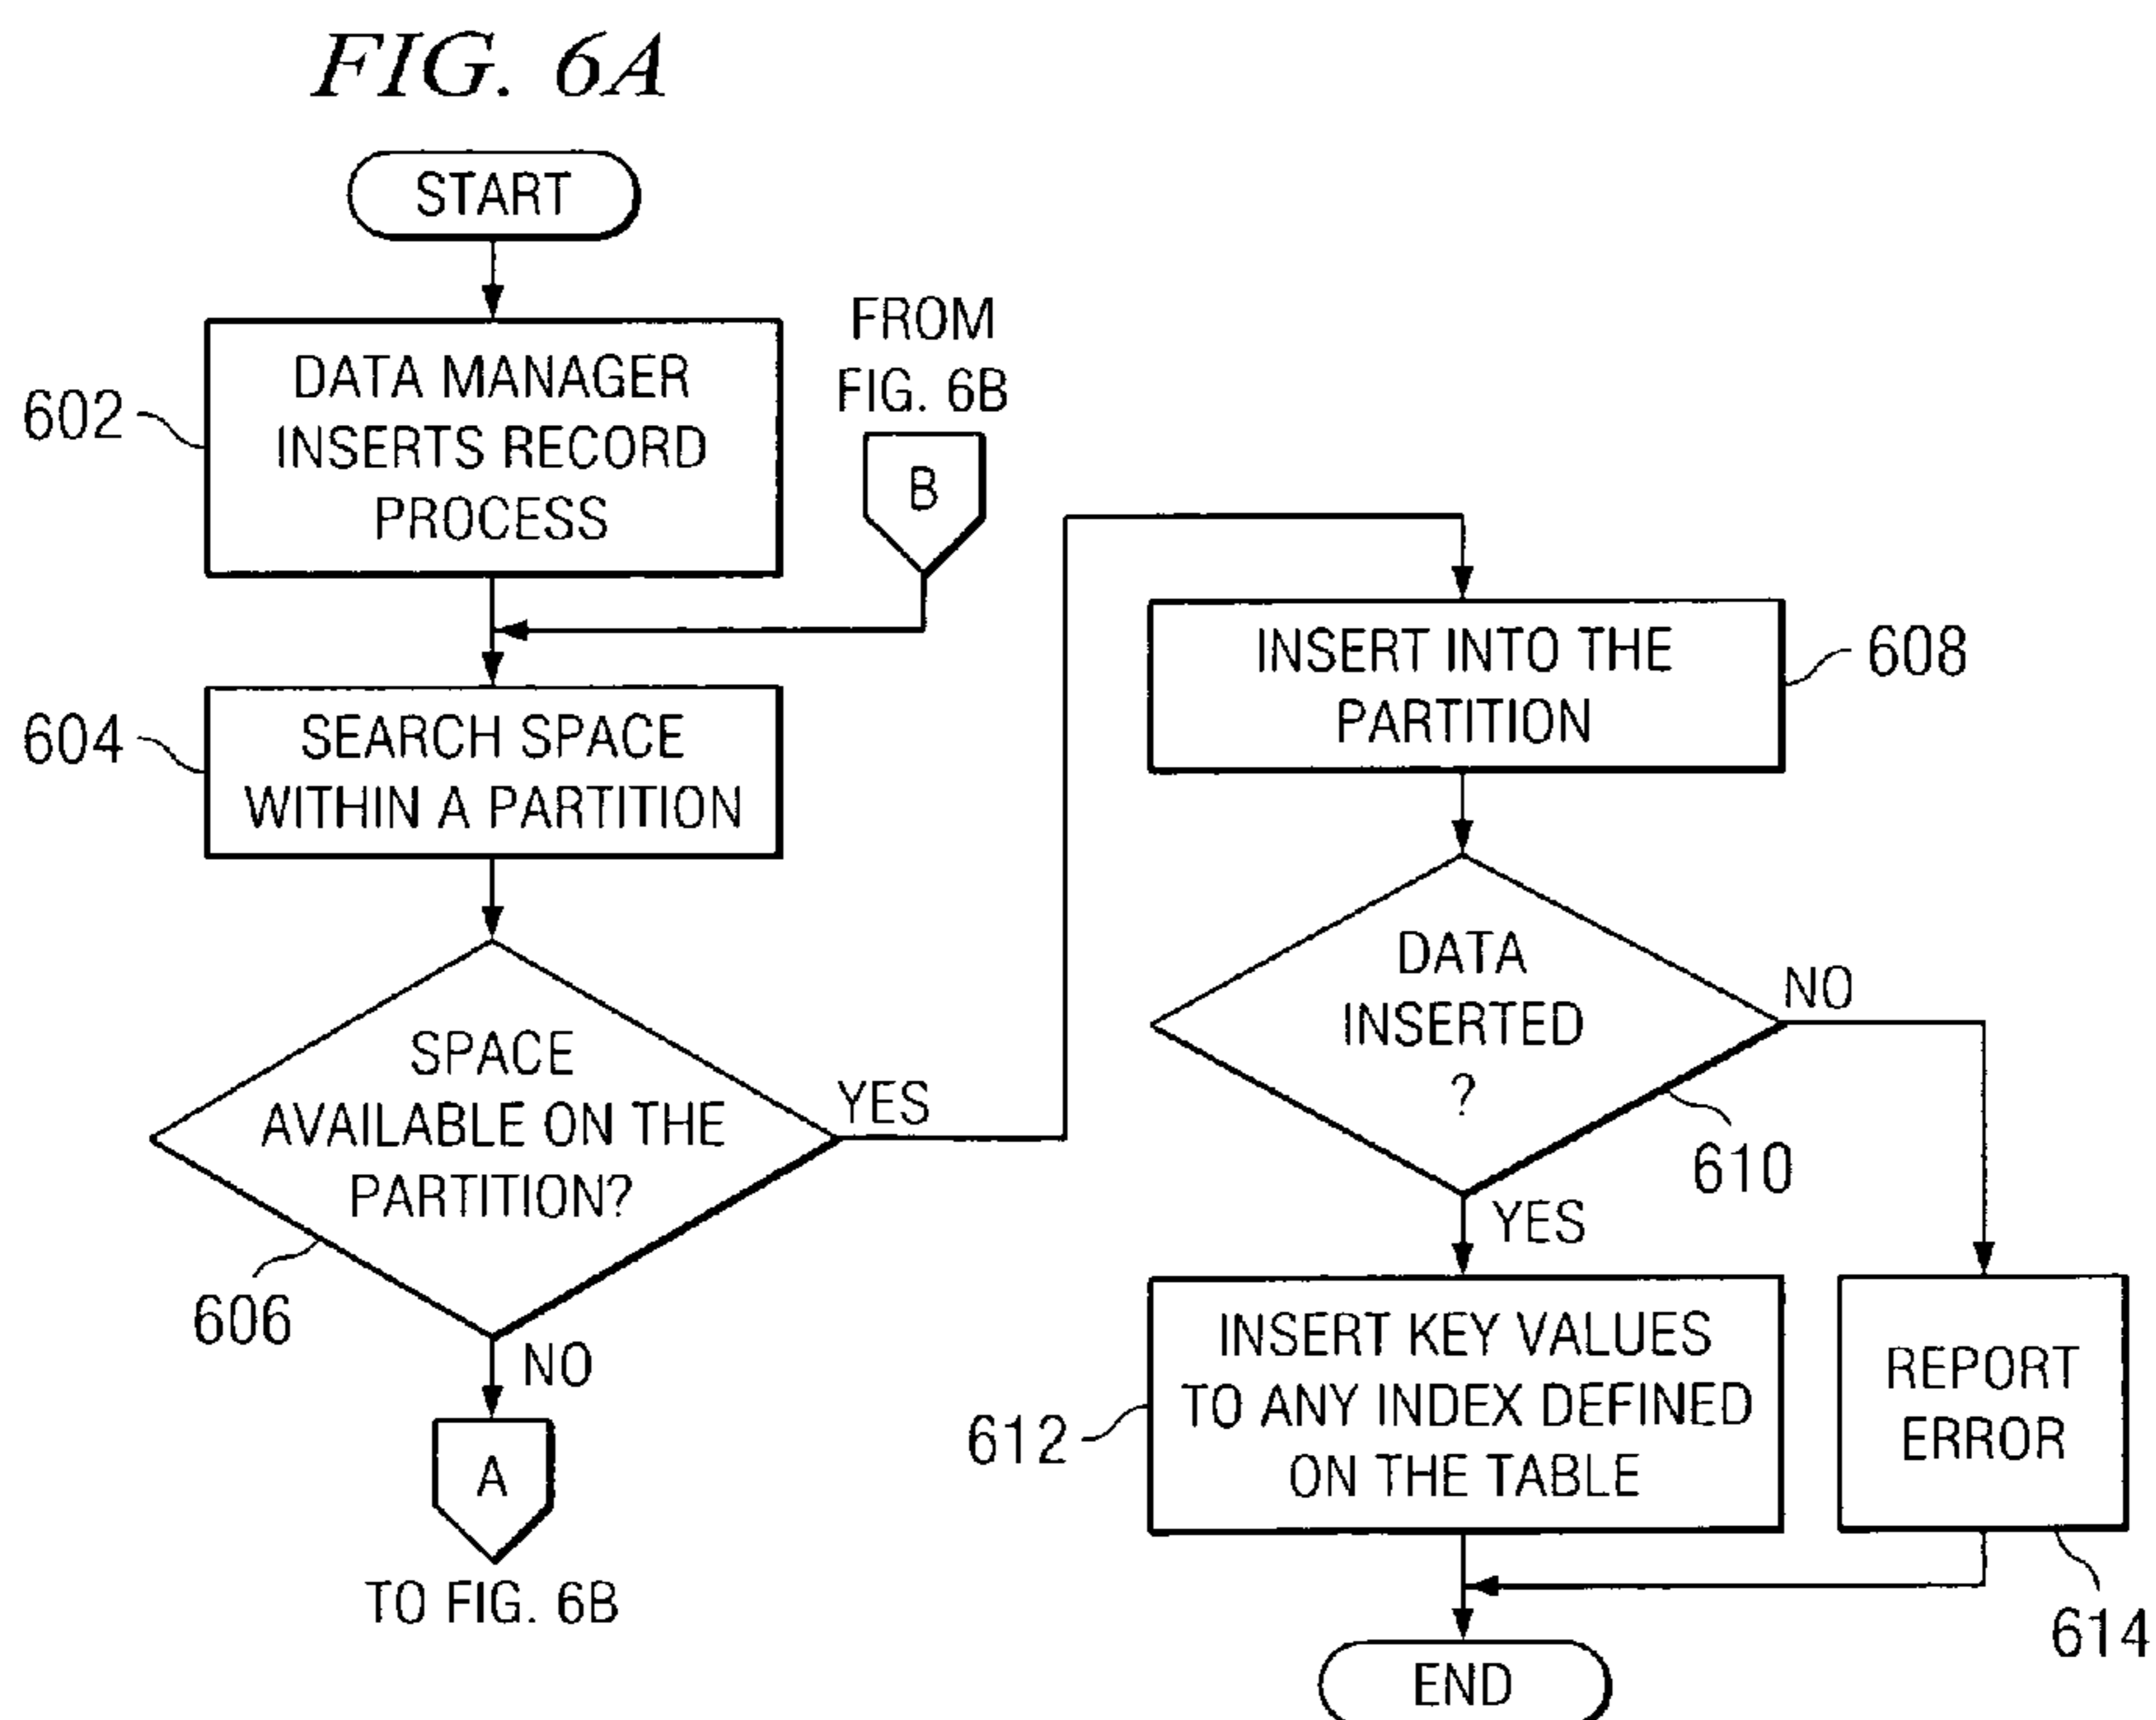 FIG. 6A
START
602
DATA MANAGER
INSERTS RECORD
PROCESS
FROM
FIG. 6B
B
604
SEARCH SPACE
WITHIN A PARTITION
SPACE
AVAILABLE ON THE
PARTITION?
606
YES
NO
A
TO FIG. 6B
INSERT INTO THE
PARTITION
608
DATA
INSERTED
?
610
NO
YES
612
INSERT KEY VALUES
TO ANY INDEX DEFINED
ON THE TABLE
REPORT
ERROR
614
END